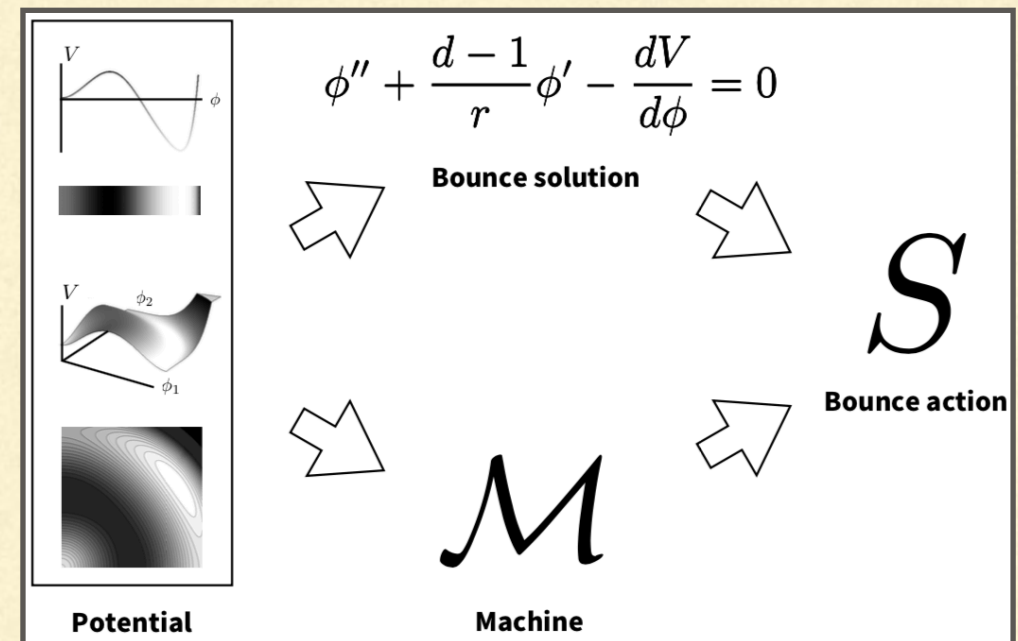 V
ϕ
V
ϕ₂
ϕ₁
Potential
ϕ′′ + (d − 1)/r ϕ′ − dV/dϕ = 0
Bounce solution
ℳ
Machine
S
Bounce action